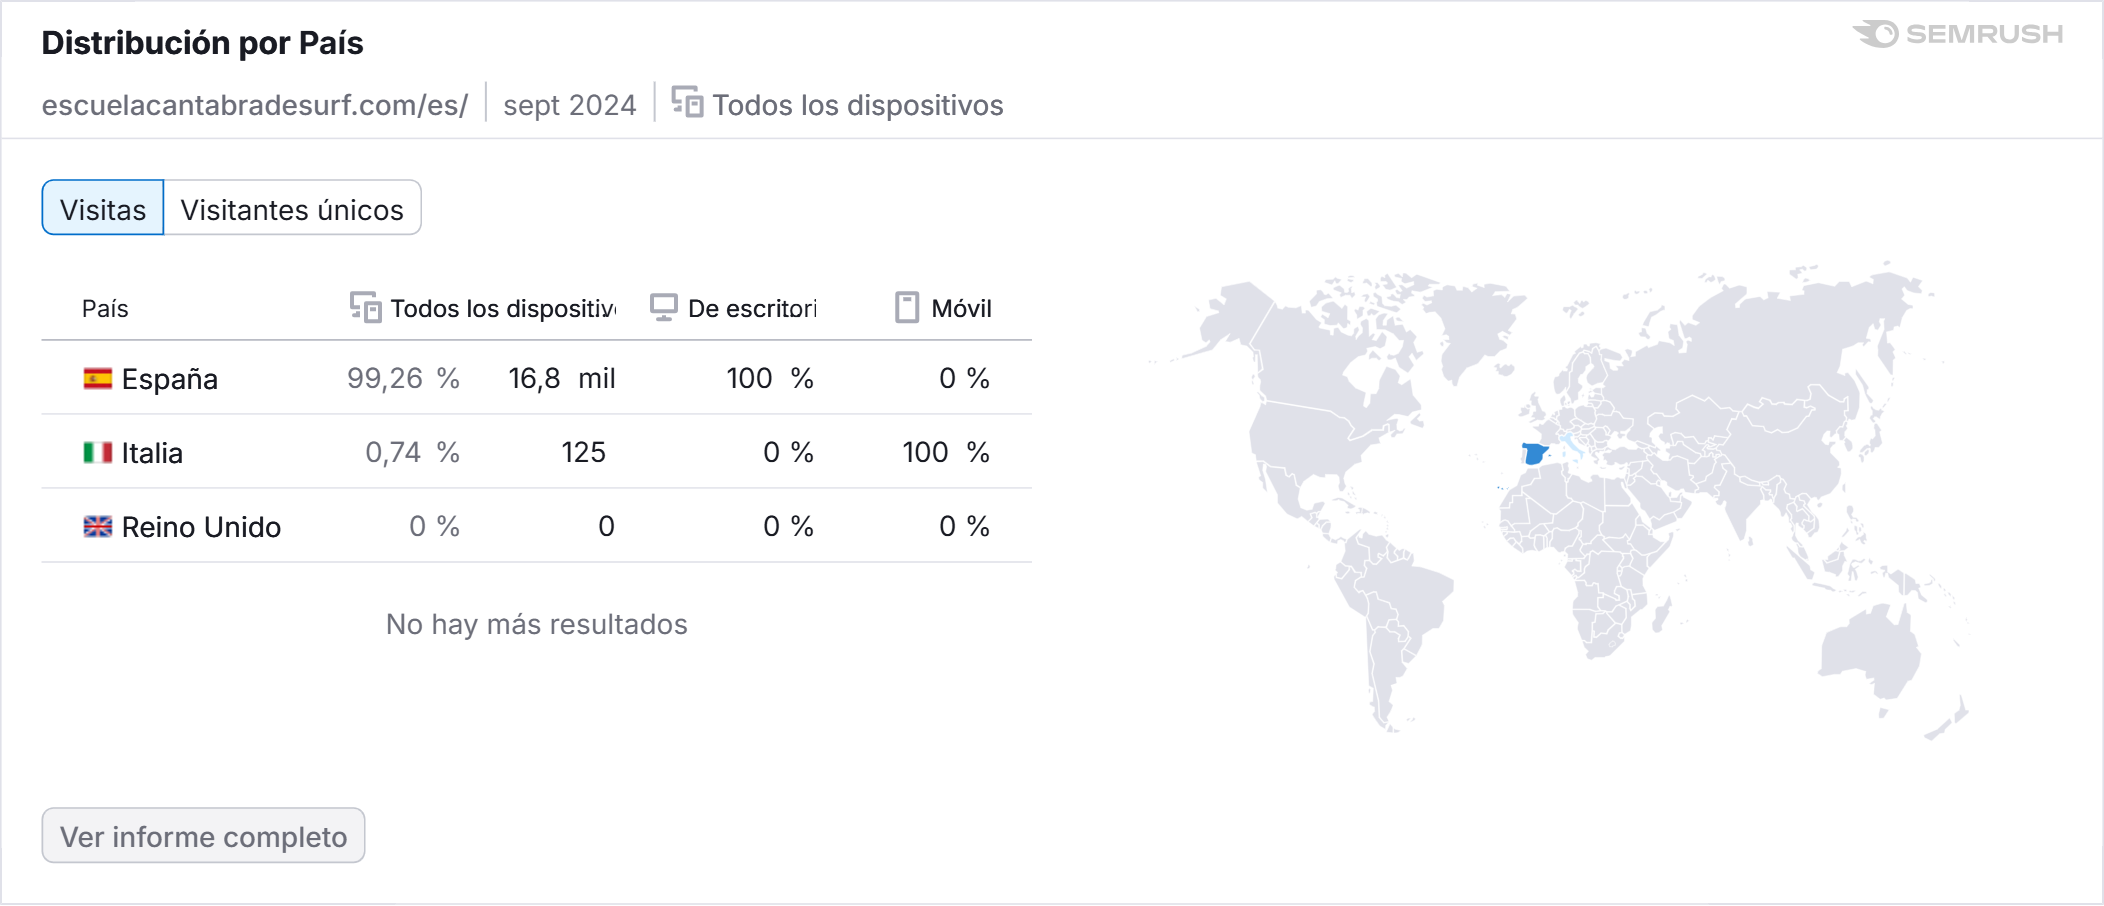 Distribución por País
SEMRUSH
escuelacantabradesurf.com/es/ sept 2024 Todos los dispositivos
Visitas Visitantes únicos
País Todos los dispositiv De escritori Móvil
España 99,26 % 16,8 mil 100 % 0 %
Italia 0,74 % 125 0 % 100 %
Reino Unido 0 % 0 0 % 0 %
No hay más resultados
Ver informe completo